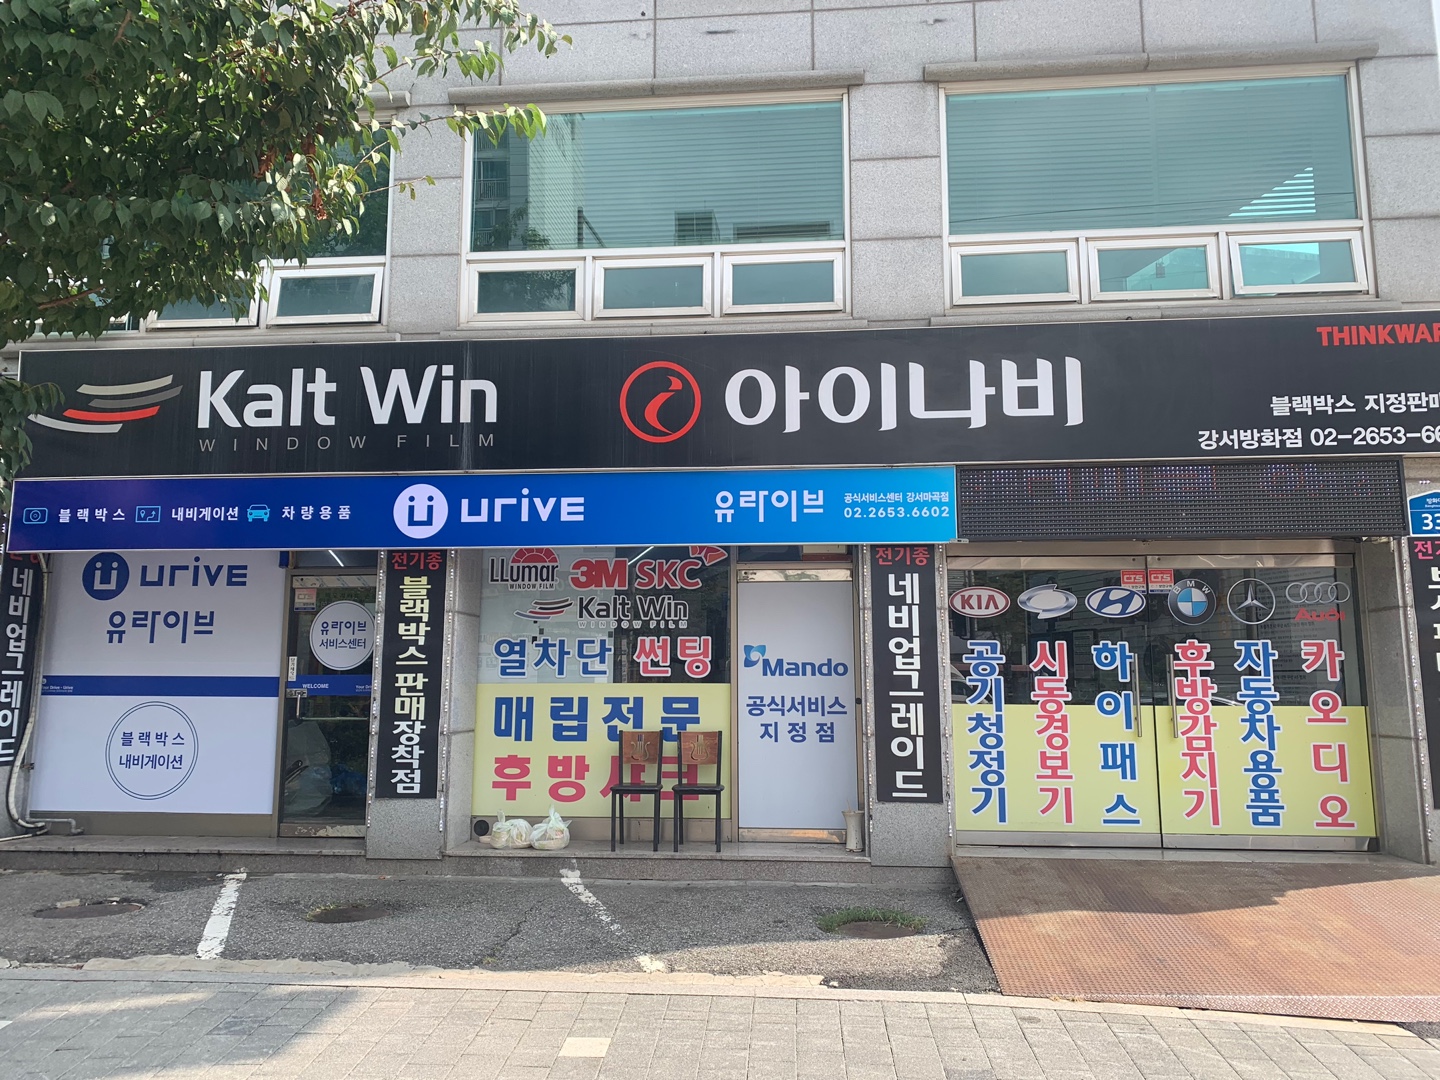 THINKWAR
Kalt Win
WINDOW FILM
아이나비
블랙박스 지정판매
강서방화점 02-2653-66
블랙박스 내비게이션 차량용품
urive
유라이브
공식서비스센터 강서마곡점
02.2653.6602
33
네비업그레이드
urive
유라이브
블랙박스
내비게이션
유라이브
서비스센터
WELCOME
전기종
블랙박스판매장착점
LLumar
WINDOW FILM
3M
SKC
Kalt Win
WINDOW FILM
열차단 썬팅
매립전문
후방
Mando
공식서비스
지정점
전기종
네비업그레이드
KIA
CTS
CTS
BMW
Audi
공기청정기
시동경보기
하이패스
후방감지기
자동차용품
카오디오